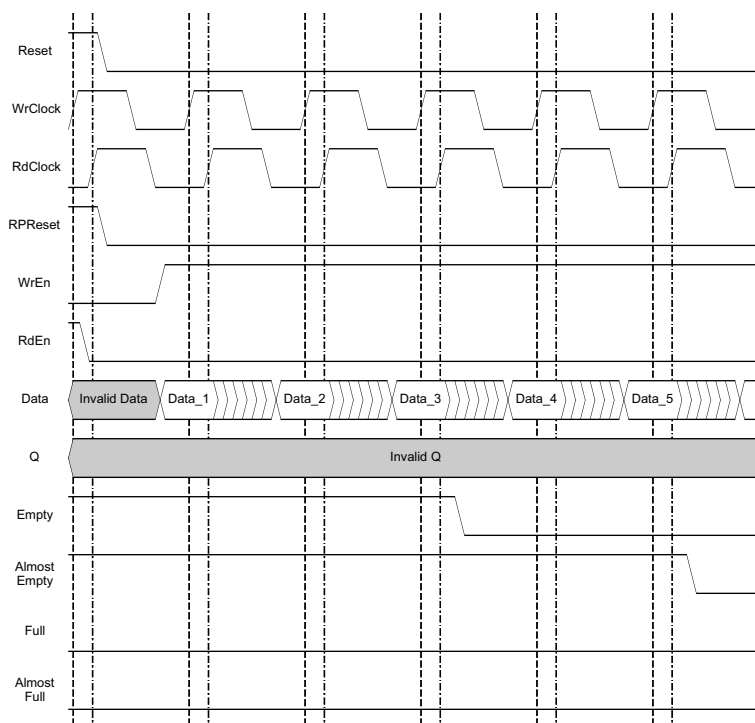 Reset
WrClock
RdClock
RPReset
WrEn
RdEn
Data
Invalid Data
Data_1
Data_2
Data_3
Data_4
Data_5
Q
Invalid Q
Empty
Almost
Empty
Full
Almost
Full